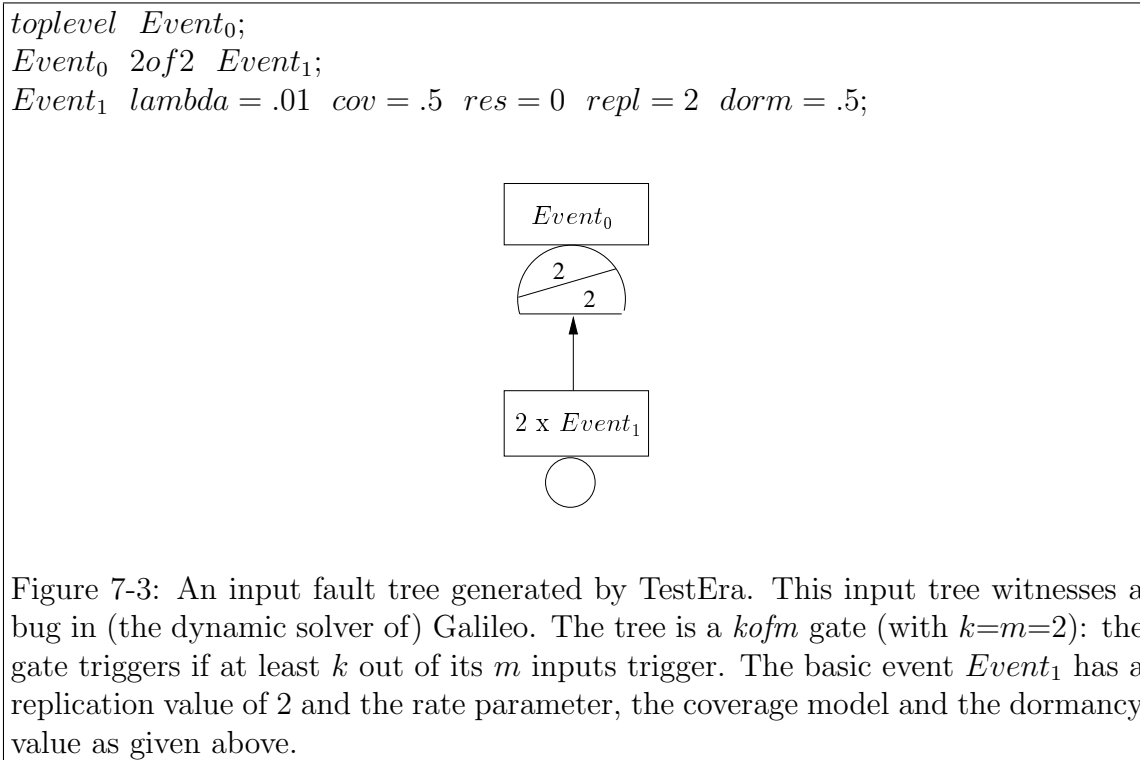 toplevel Event₀;
Event₀ 2of2 Event₁;
Event₁ lambda = .01 cov = .5 res = 0 repl = 2 dorm = .5;
Event₀
2
2
2 x Event₁
Figure 7-3: An input fault tree generated by TestEra. This input tree witnesses a
bug in (the dynamic solver of) Galileo. The tree is a kofm gate (with k=m=2): the
gate triggers if at least k out of its m inputs trigger. The basic event Event₁ has a
replication value of 2 and the rate parameter, the coverage model and the dormancy
value as given above.